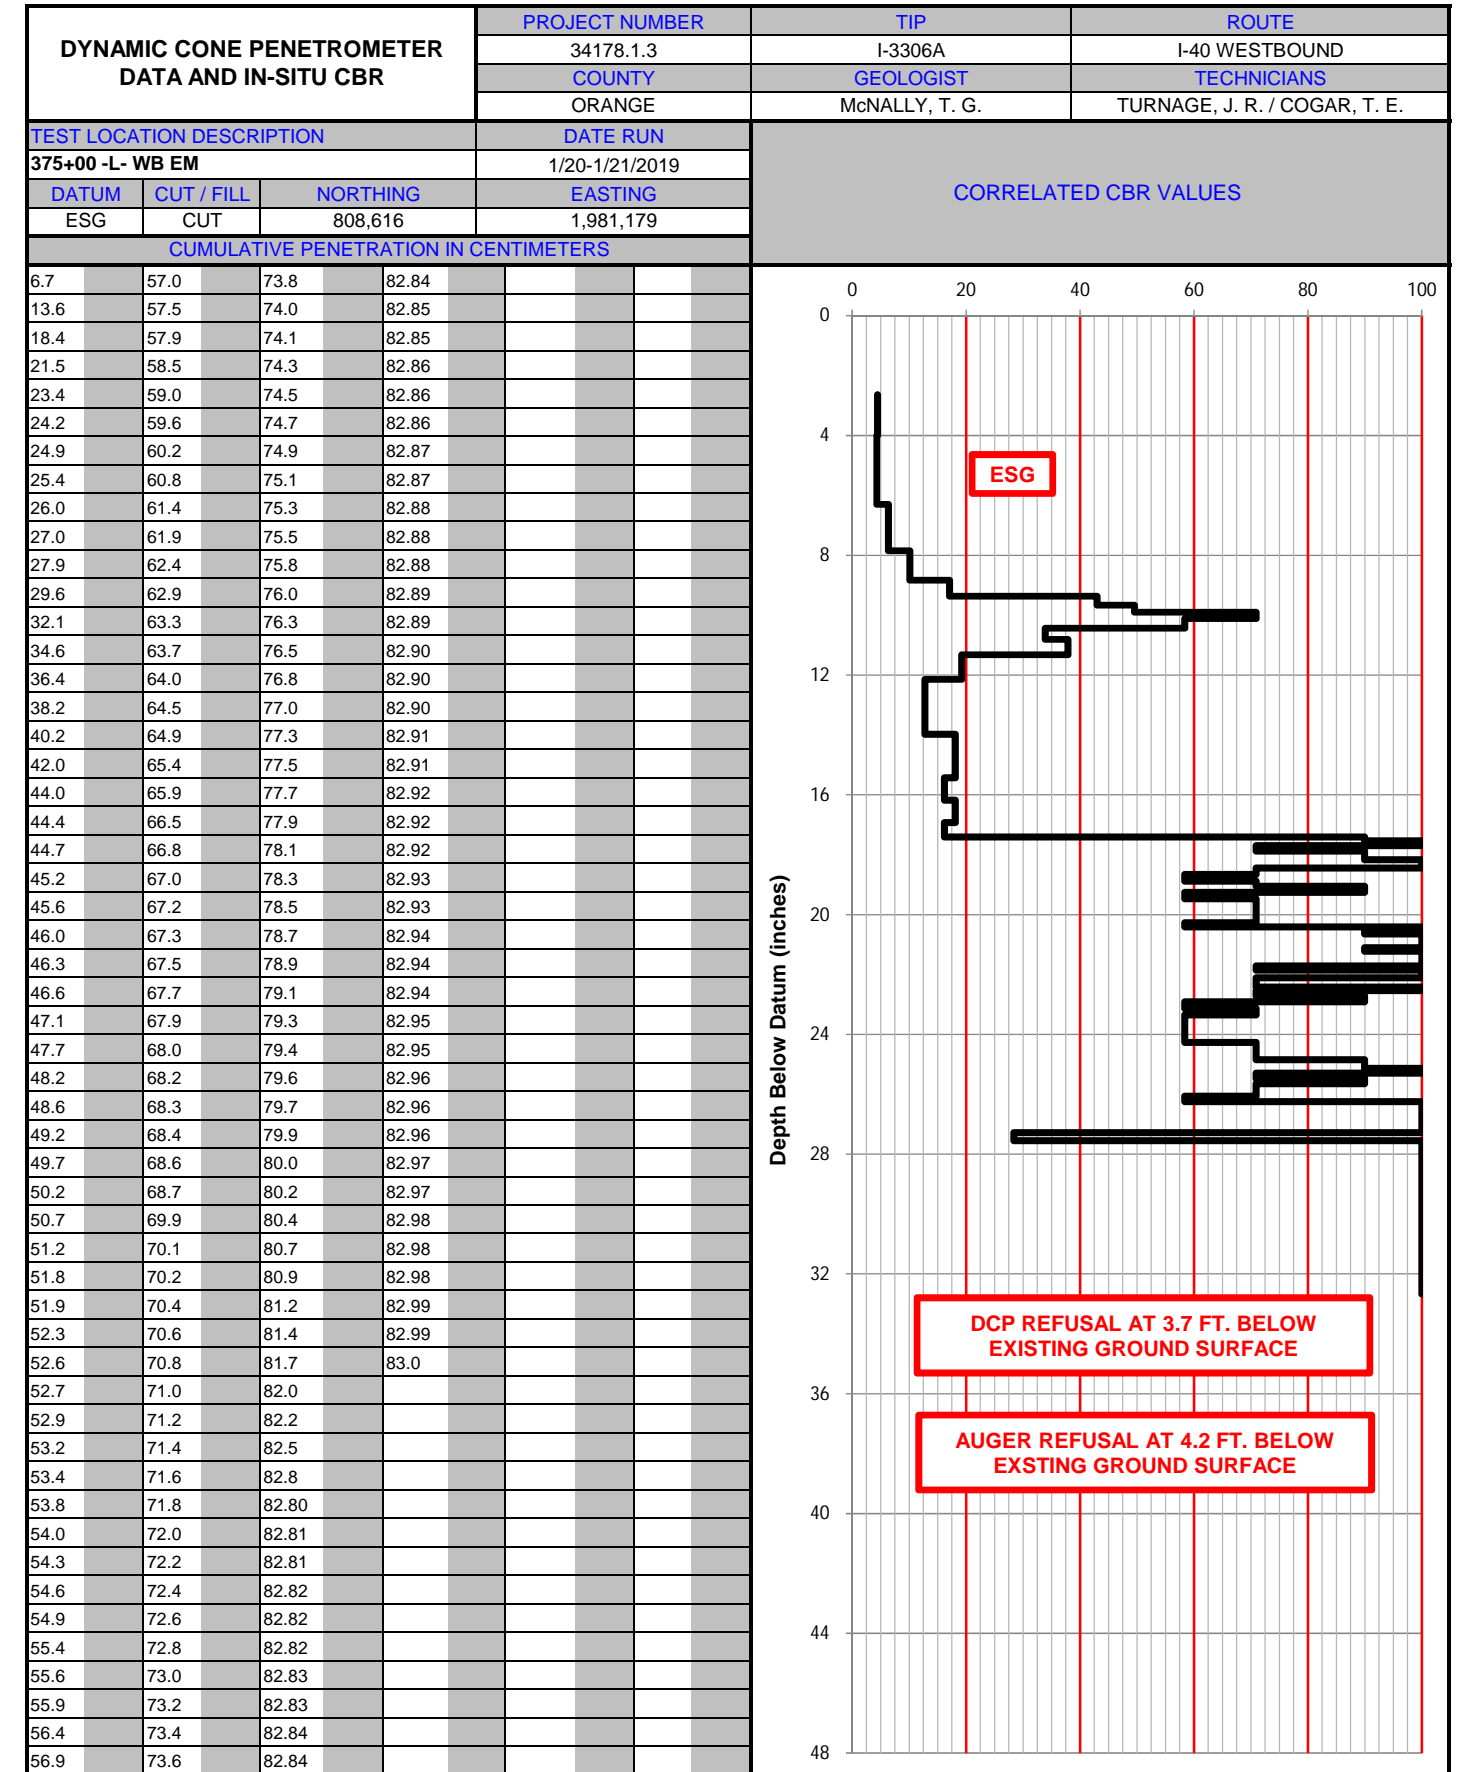 DYNAMIC CONE PENETROMETER
DATA AND IN-SITU CBR
PROJECT NUMBER TIP ROUTE
34178.1.3 I-3306A I-40 WESTBOUND
COUNTY GEOLOGIST TECHNICIANS
ORANGE McNALLY, T. G. TURNAGE, J. R. / COGAR, T. E.
TEST LOCATION DESCRIPTION DATE RUN
375+00 -L- WB EM 1/20-1/21/2019
DATUM CUT / FILL NORTHING EASTING
ESG CUT 808,616 1,981,179
CUMULATIVE PENETRATION IN CENTIMETERS
CORRELATED CBR VALUES
6.7 57.0 73.8 82.84
13.6 57.5 74.0 82.85
18.4 57.9 74.1 82.85
21.5 58.5 74.3 82.86
23.4 59.0 74.5 82.86
24.2 59.6 74.7 82.86
24.9 60.2 74.9 82.87
25.4 60.8 75.1 82.87
26.0 61.4 75.3 82.88
27.0 61.9 75.5 82.88
27.9 62.4 75.8 82.88
29.6 62.9 76.0 82.89
32.1 63.3 76.3 82.89
34.6 63.7 76.5 82.90
36.4 64.0 76.8 82.90
38.2 64.5 77.0 82.90
40.2 64.9 77.3 82.91
42.0 65.4 77.5 82.91
44.0 65.9 77.7 82.92
44.4 66.5 77.9 82.92
44.7 66.8 78.1 82.92
45.2 67.0 78.3 82.93
45.6 67.2 78.5 82.93
46.0 67.3 78.7 82.94
46.3 67.5 78.9 82.94
46.6 67.7 79.1 82.94
47.1 67.9 79.3 82.95
47.7 68.0 79.4 82.95
48.2 68.2 79.6 82.96
48.6 68.3 79.7 82.96
49.2 68.4 79.9 82.96
49.7 68.6 80.0 82.97
50.2 68.7 80.2 82.97
50.7 69.9 80.4 82.98
51.2 70.1 80.7 82.98
51.8 70.2 80.9 82.98
51.9 70.4 81.2 82.99
52.3 70.6 81.4 82.99
52.6 70.8 81.7 83.0
52.7 71.0 82.0
52.9 71.2 82.2
53.2 71.4 82.5
53.4 71.6 82.8
53.8 71.8 82.80
54.0 72.0 82.81
54.3 72.2 82.81
54.6 72.4 82.82
54.9 72.6 82.82
55.4 72.8 82.82
55.6 73.0 82.83
55.9 73.2 82.83
56.4 73.4 82.84
56.9 73.6 82.84
0 20 40 60 80 100
0
4
8
12
16
20
24
28
32
36
40
44
48
Depth Below Datum (inches)
ESG
DCP REFUSAL AT 3.7 FT. BELOW
EXISTING GROUND SURFACE
AUGER REFUSAL AT 4.2 FT. BELOW
EXSTING GROUND SURFACE